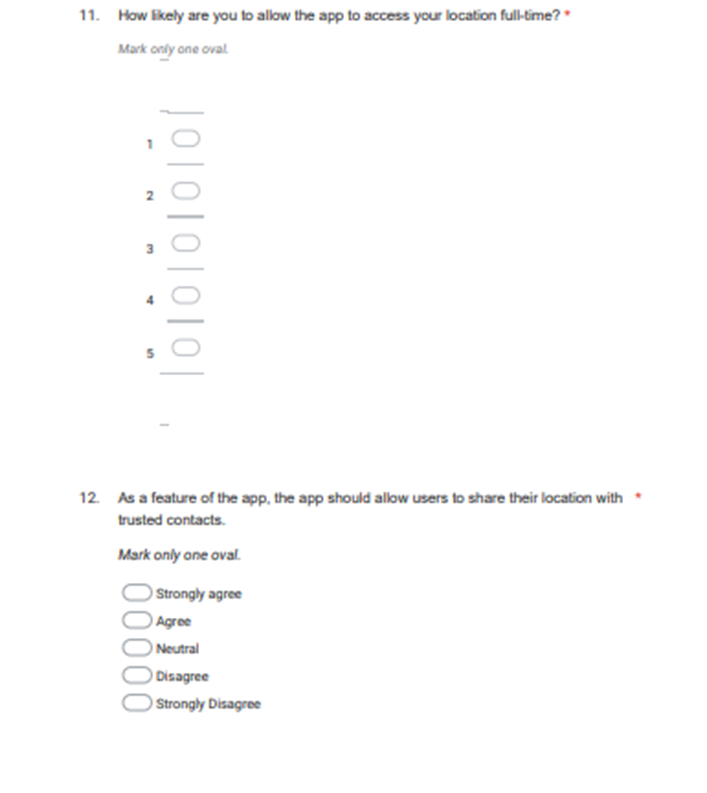 11. How likely are you to allow the app to access your location full-time? *
Mark only one oval.
1
2
3
4
5
12. As a feature of the app, the app should allow users to share their location with *
trusted contacts.
Mark only one oval.
Strongly agree
Agree
Neutral
Disagree
Strongly Disagree